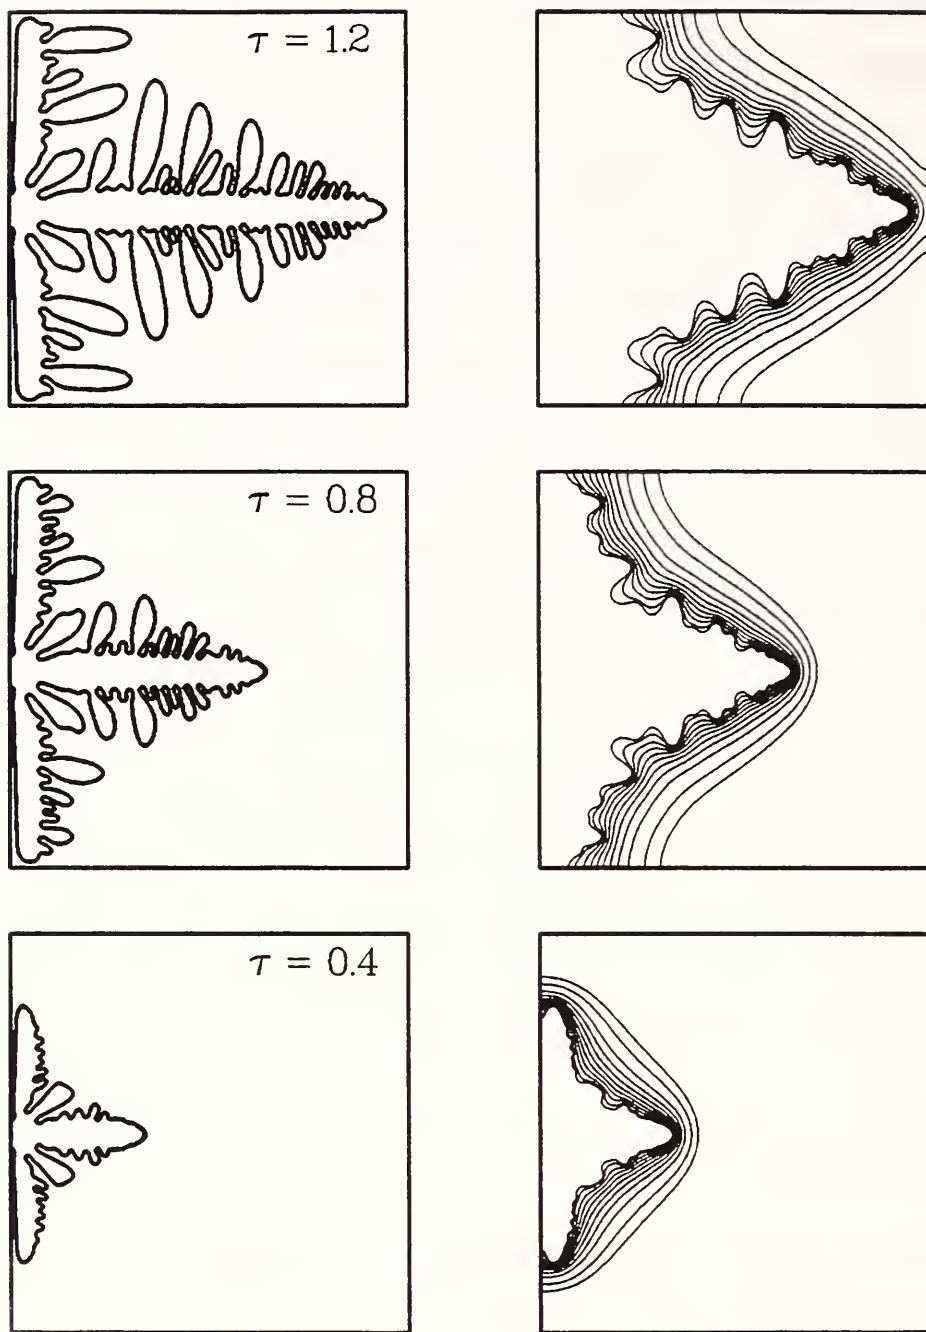 τ = 1.2
τ = 0.8
τ = 0.4